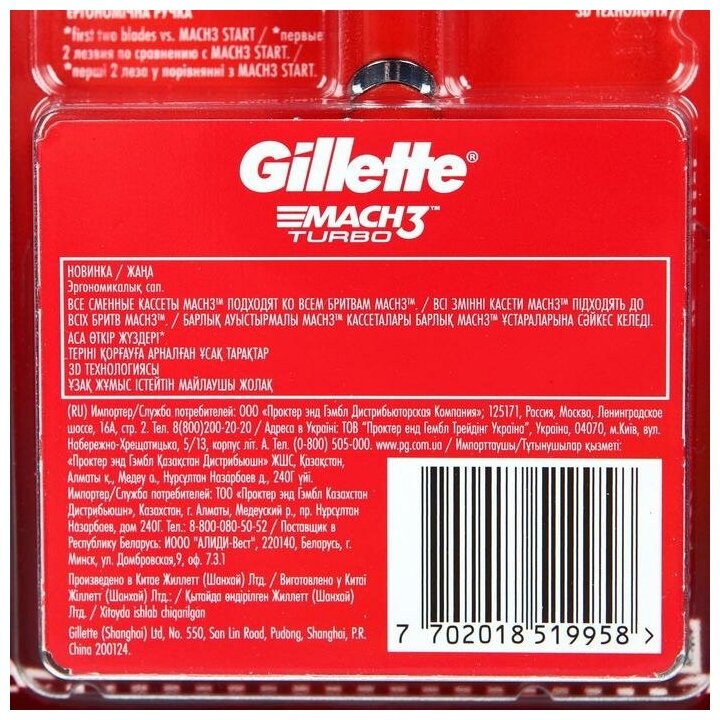 ЕРГОНОМІЧНА РУЧКА
3D ТЕХНОЛОГІЯ
*first two blades vs. MACH3 START / *первые
2 лезвия по сравнению с MACH3 START. /
*перші 2 леза у порівнянні з MACH3 START.
Gillette®
MACH3™
TURBO
НОВИНКА / ЖАҢА
Эргономикалық сап.
ВСЕ СМЕННЫЕ КАССЕТЫ MACH3™ ПОДХОДЯТ КО ВСЕМ БРИТВАМ MACH3™. / ВСІ ЗМІННІ КАСЕТИ MACH3™ ПІДХОДЯТЬ ДО
ВСІХ БРИТВ MACH3™. / БАРЛЫҚ АУЫСТЫРМАЛЫ MACH3™ КАССЕТАЛАРЫ БАРЛЫҚ MACH3™ ҰСТАРАЛАРЫНА СӘЙКЕС КЕЛЕДІ.
АСА ӨТКІР ЖҮЗДЕРІ*
ТЕРІНІ ҚОРҒАУҒА АРНАЛҒАН ҰСАҚ ТАРАҚТАР
3D ТЕХНОЛОГИЯСЫ
ҰЗАҚ ЖҰМЫС ІСТЕЙТІН МАЙЛАУШЫ ЖОЛАҚ
(RU) Импортер/Служба потребителей: ООО «Проктер энд Гэмбл Дистрибьюторская Компания»; 125171, Россия, Москва, Ленинградское
шоссе, 16А, стр. 2. Тел. 8(800)200-20-20 / Адреса в Україні: ТОВ "Проктер енд Гембл Трейдінг Україна", Україна, 04070, м.Київ, вул.
Набережно-Хрещатицька, 5/13, корпус літ. А. Тел. (0-800) 505-000. www.pg.com.ua / Импорттаушы/Тұтынушылар қызметі:
«Проктер энд Гэмбл Қазақстан Дистрибьюшн» ЖШС, Қазақстан,
Алматы қ., Медеу а., Нұрсұлтан Назарбаев д., 240Г үйі.
Импортер/Служба потребителей: ТОО «Проктер энд Гэмбл Казахстан
Дистрибьюшн», Казахстан, г. Алматы, Медеуский р., пр. Нұрсұлтан
Назарбаев, дом 240Г. Тел.: 8-800-080-50-52 / Поставщик в
Республику Беларусь: ИООО "АЛИДИ-Вест", 220140, Беларусь, г.
Минск, ул. Домбровская,9, оф. 7.3.1
Произведено в Китае Жиллетт (Шанхай) Лтд. / Виготовлено у Китаї
Жіллетт (Шанхай) Лтд. / Қытайда өндірілген Жиллетт (Шанхай)
Лтд. / Xitoyda ishlab chiqarilgan
Gillette (Shanghai) Ltd, No. 550, San Lin Road, Pudong, Shanghai, P.R.
China 200124.
7 702018 519958 >